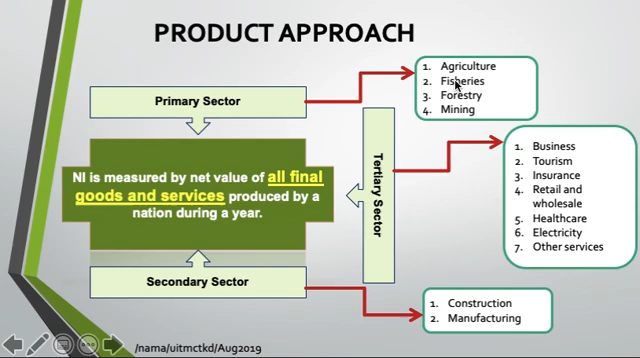 PRODUCT APPROACH
Primary Sector
1. Agriculture
2. Fisheries
3. Forestry
4. Mining
NI is measured by net value of all final
goods and services produced by a
nation during a year.
Tertiary Sector
1. Business
2. Tourism
3. Insurance
4. Retail and
wholesale
5. Healthcare
6. Electricity
7. Other services
Secondary Sector
1. Construction
2. Manufacturing
/nama/uitmctkd/Aug2019